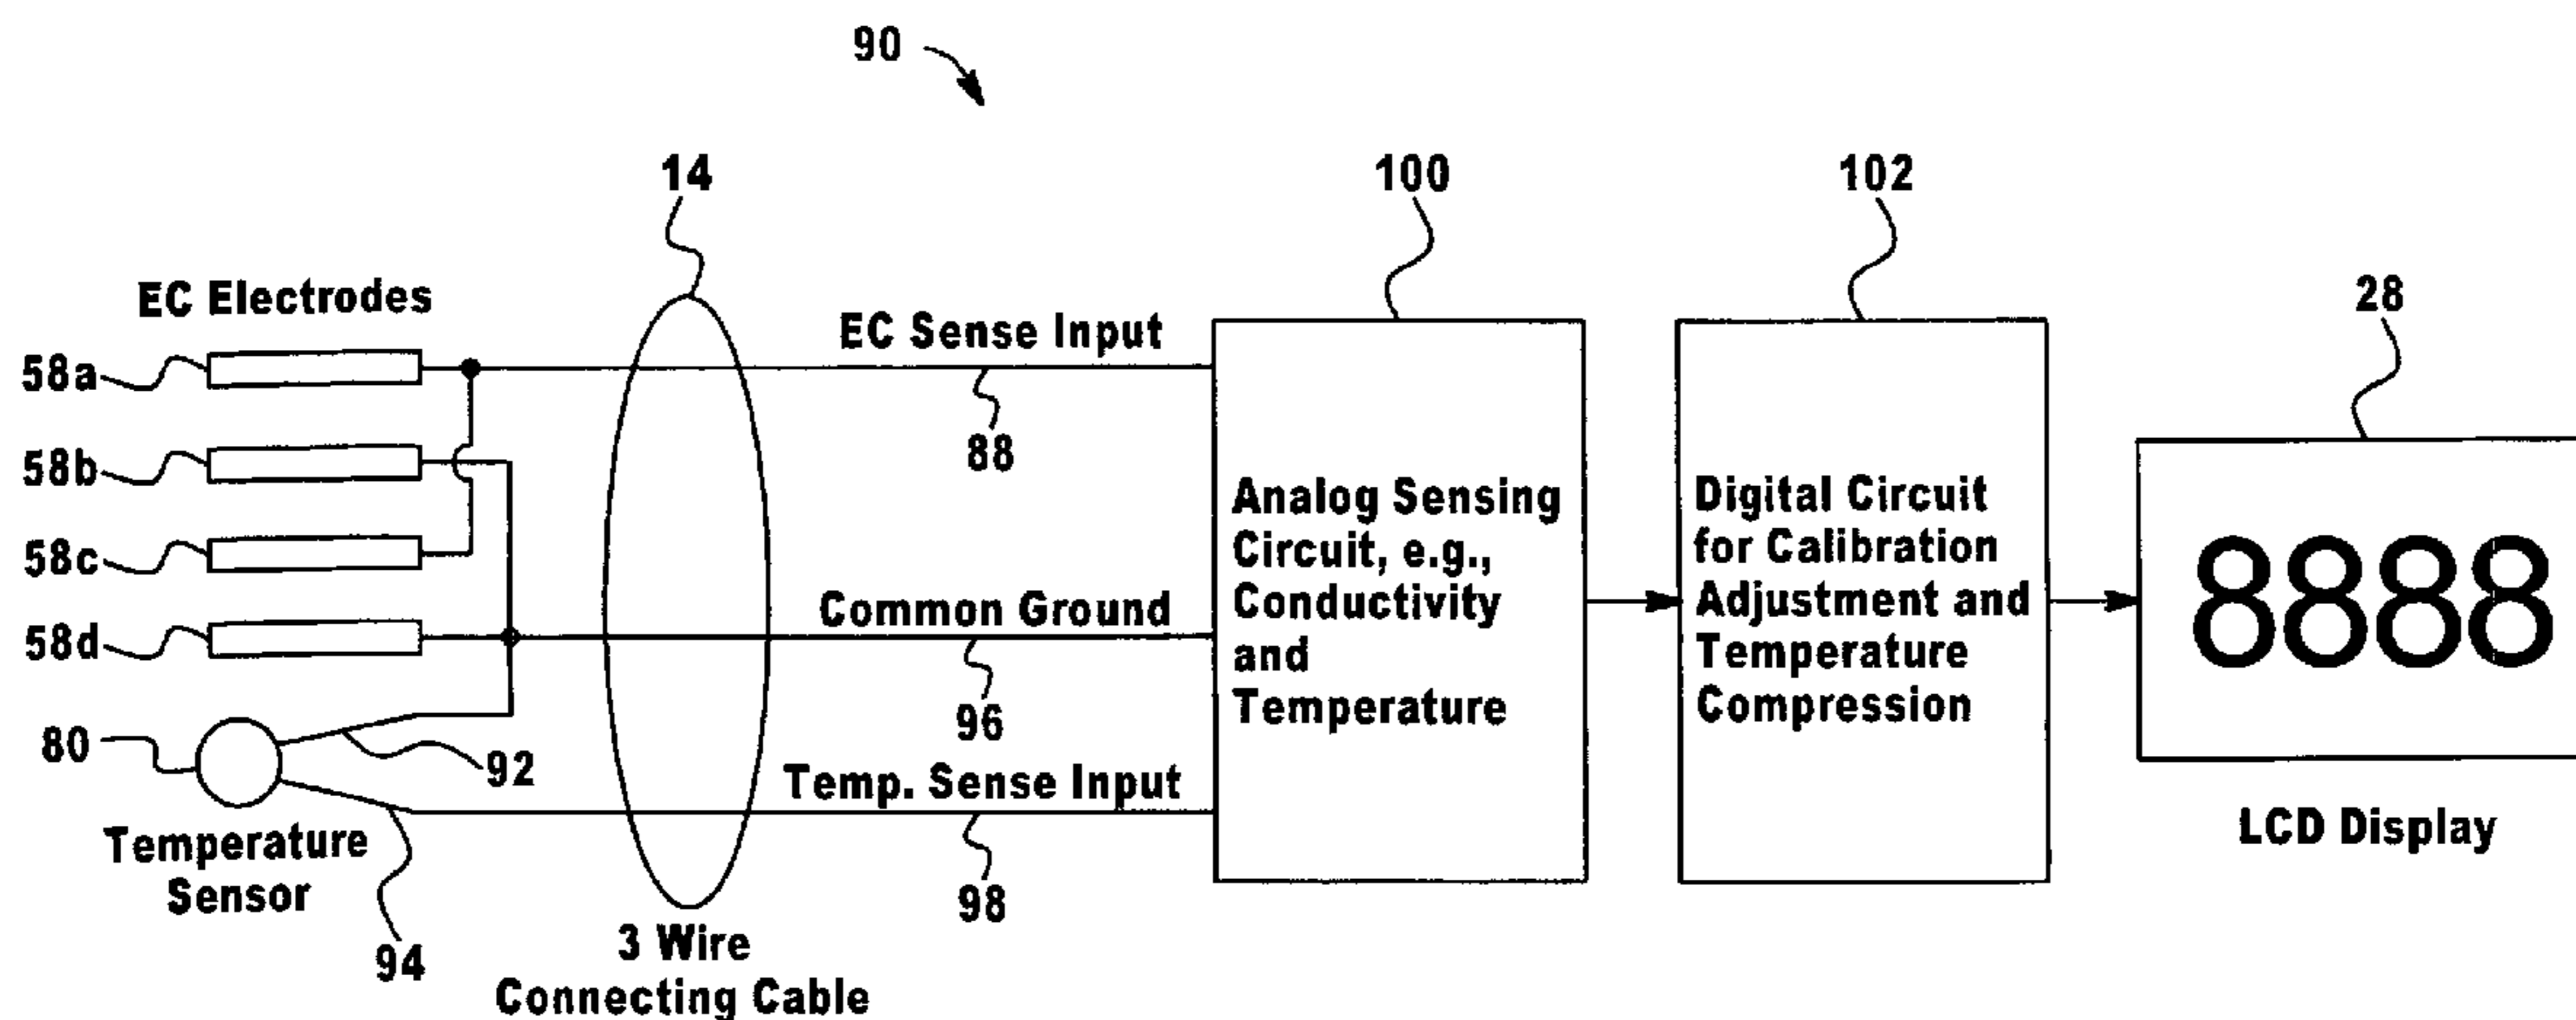 90
14
100
102
28
EC Electrodes
58a
58b
58c
58d
80
Temperature
Sensor
92
94
EC Sense Input
88
Common Ground
96
Temp. Sense Input
98
3 Wire
Connecting Cable
Analog Sensing
Circuit, e.g.,
Conductivity
and
Temperature
Digital Circuit
for Calibration
Adjustment and
Temperature
Compression
8888
LCD Display